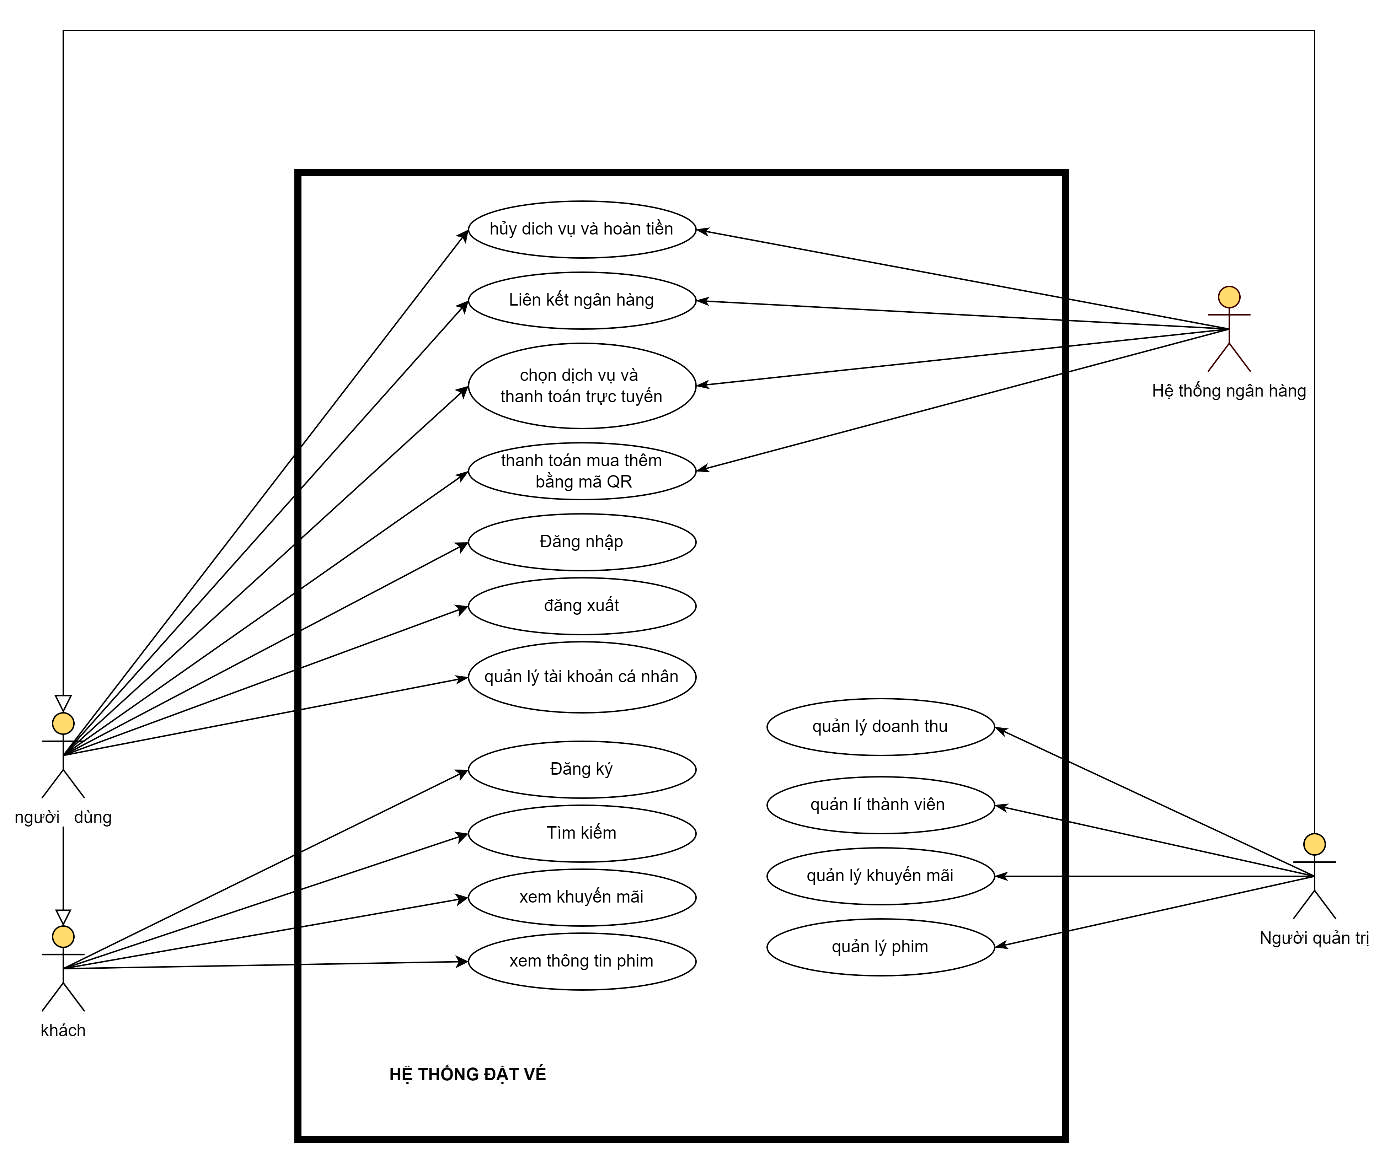 hủy dich vụ và hoàn tiền
Liên kết ngân hàng
chọn dịch vụ và
thanh toán trực tuyến
thanh toán mua thêm
bằng mã QR
Đăng nhập
đăng xuất
quản lý tài khoản cá nhân
Đăng ký
Tìm kiếm
xem khuyến mãi
xem thông tin phim
quản lý doanh thu
quản lí thành viên
quản lý khuyến mãi
quản lý phim
Hệ thống ngân hàng
Người quản trị
người dùng
khách
HỆ THỐNG ĐẶT VÉ